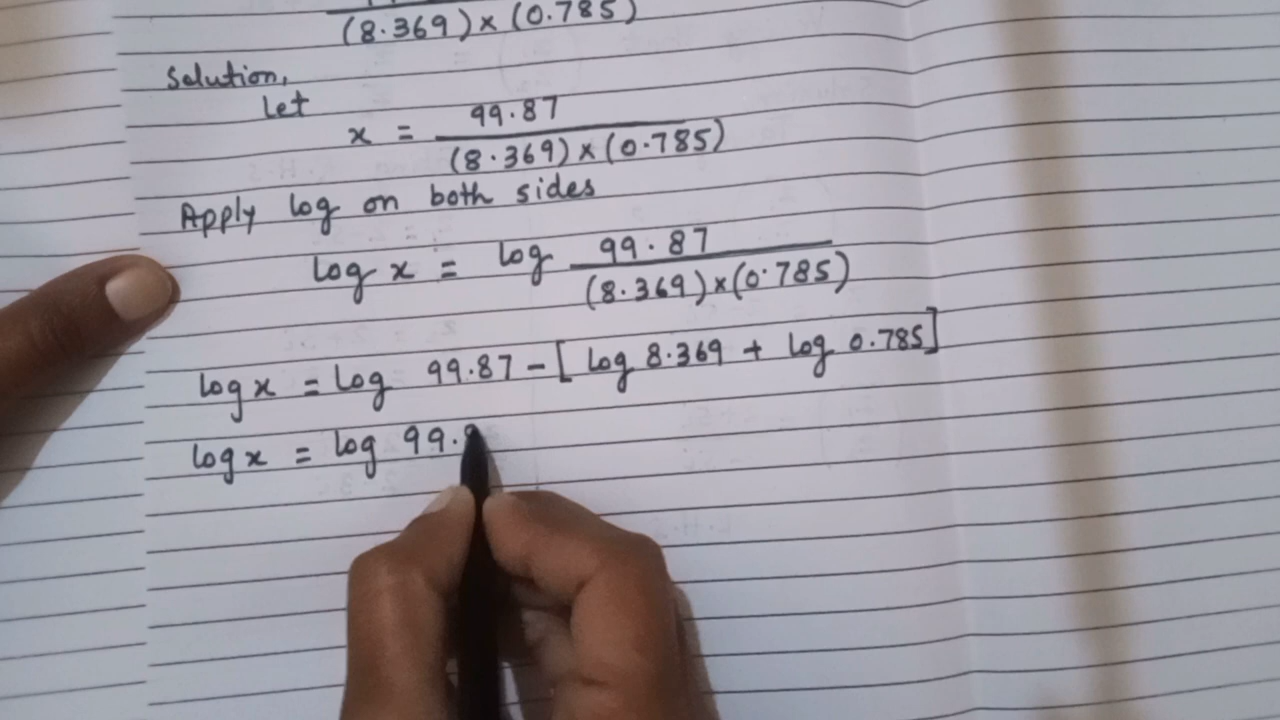 (8.369)×(0.785)
Solution,
Let
x = 99.87
(8.369)×(0.785)
Apply log on both sides
log x = log 99.87
(8.369)×(0.785)
log x = log 99.87 - [ log 8.369 + log 0.785]
log x = log 99.8